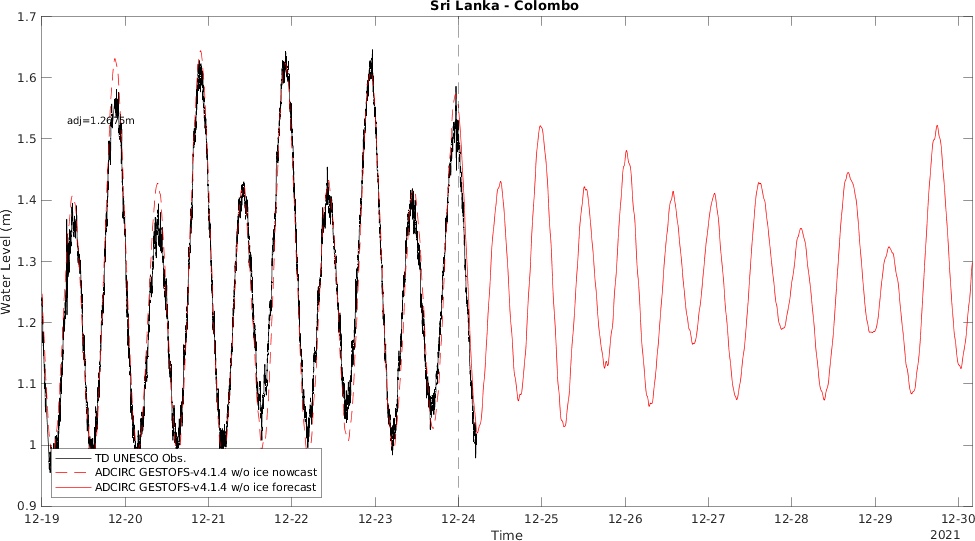 Sri Lanka - Colombo
1.7
1.6
1.5
1.4
1.3
1.2
1.1
1
0.9
Water Level (m)
adj=1.2675m
TD UNESCO Obs.
ADCIRC GESTOFS-v4.1.4 w/o ice nowcast
ADCIRC GESTOFS-v4.1.4 w/o ice forecast
12-19 12-20 12-21 12-22 12-23 12-24 12-25 12-26 12-27 12-28 12-29 12-30
Time
2021